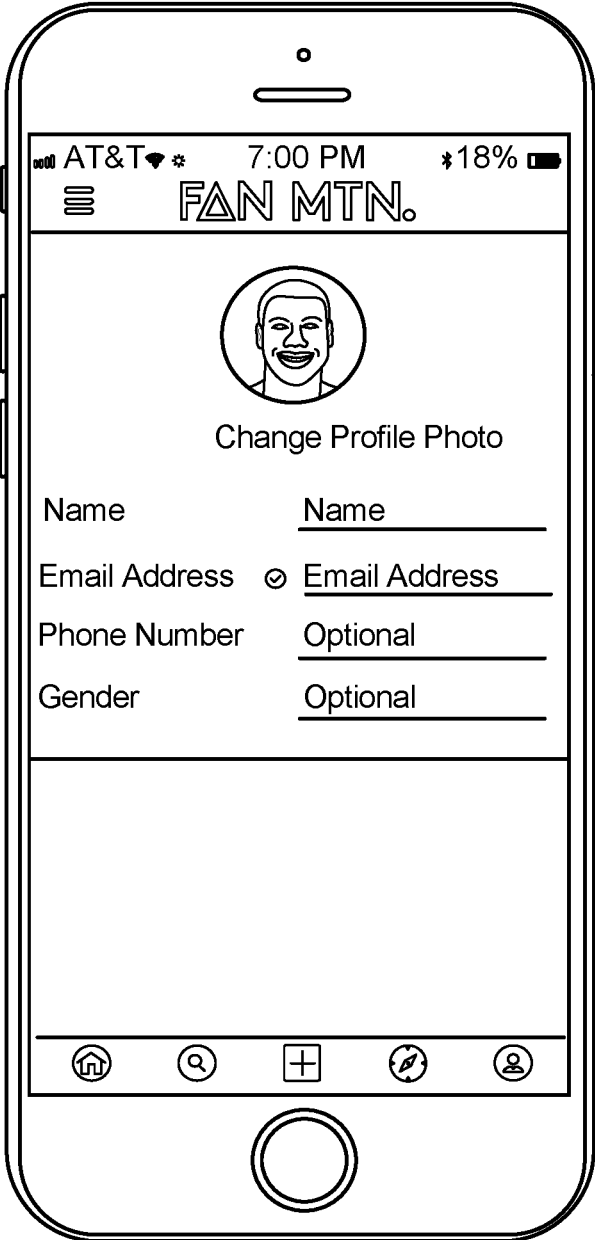 AT&T 7:00 PM 18%
FAN MTN.
Change Profile Photo
Name Name
Email Address Email Address
Phone Number Optional
Gender Optional